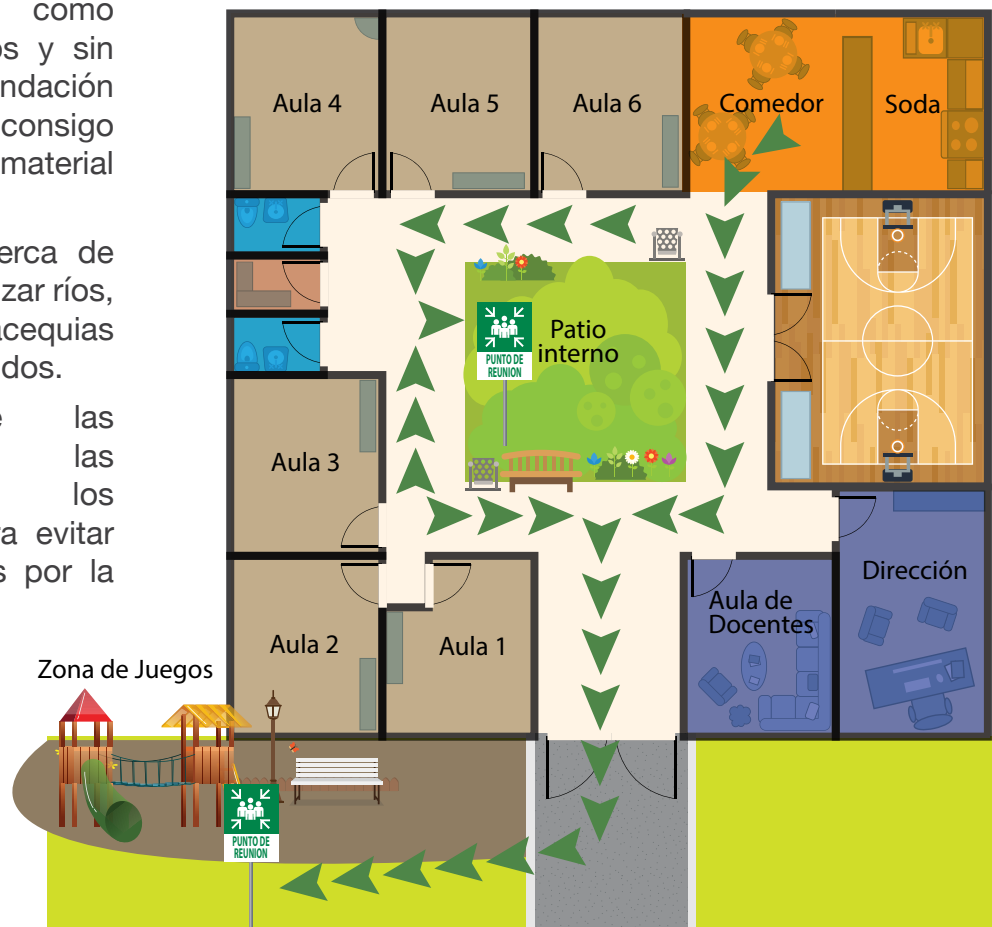 como
os y sin
ndación
consigo
material
erca de
zar ríos,
acequias
dos.
e las
las
los
ra evitar
s por la
Aula 4
Aula 5
Aula 6
Comedor
Soda
Patio
interno
PUNTO DE
REUNION
Aula 3
Aula 2
Aula 1
Aula de
Docentes
Dirección
Zona de Juegos
PUNTO DE
REUNION